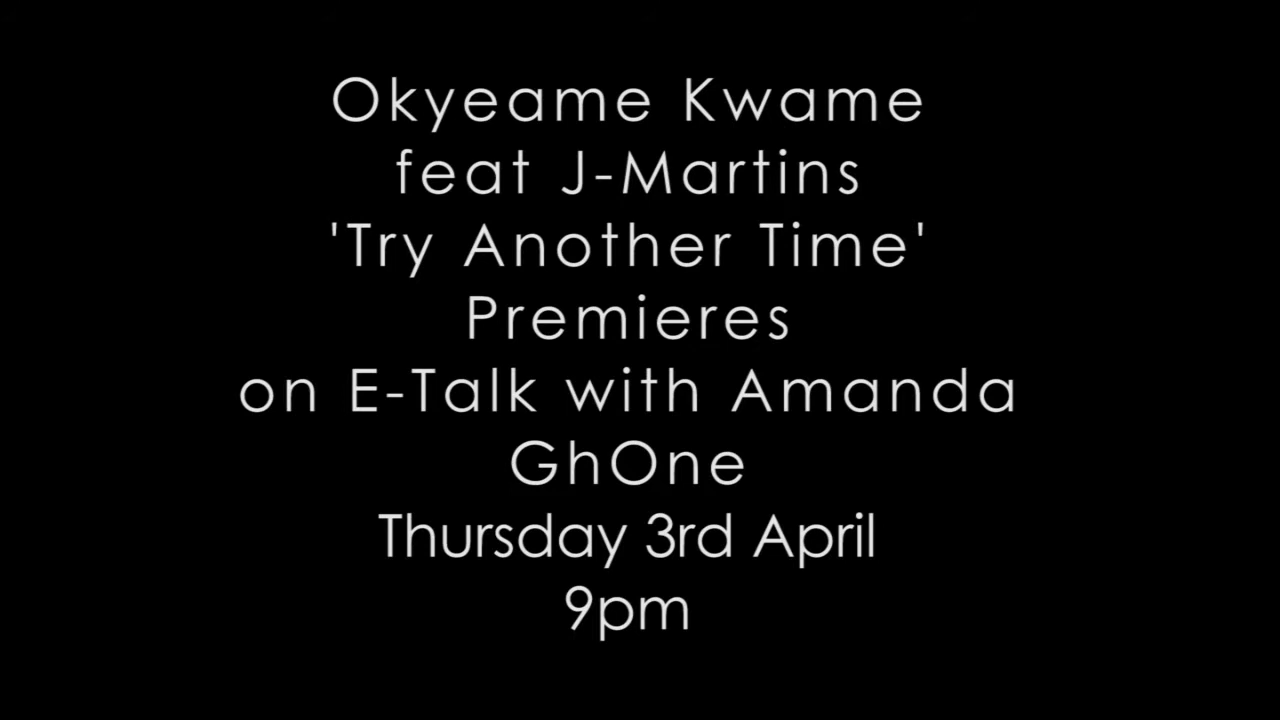 Okyeame Kwame
feat J-Martins
'Try Another Time'
Premieres
on E-Talk with Amanda
GhOne
Thursday 3rd April
9pm